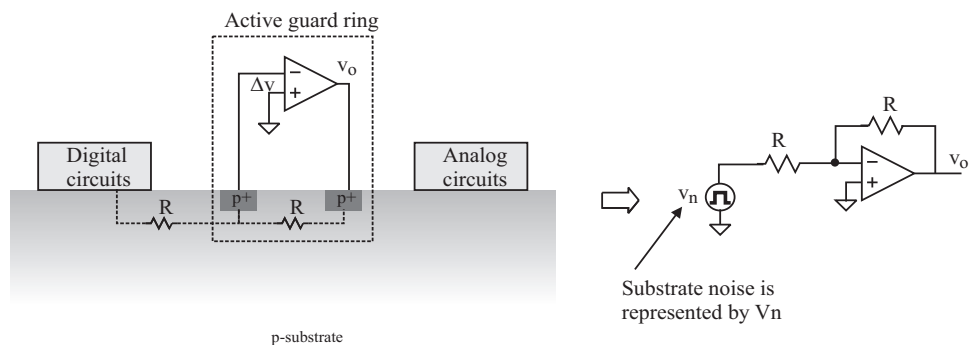 Active guard ring
v_o
Δv
−
+
Digital
circuits
Analog
circuits
R
p+
R
p+
p-substrate
R
R
−
+
v_o
v_n
Substrate noise is
represented by Vn